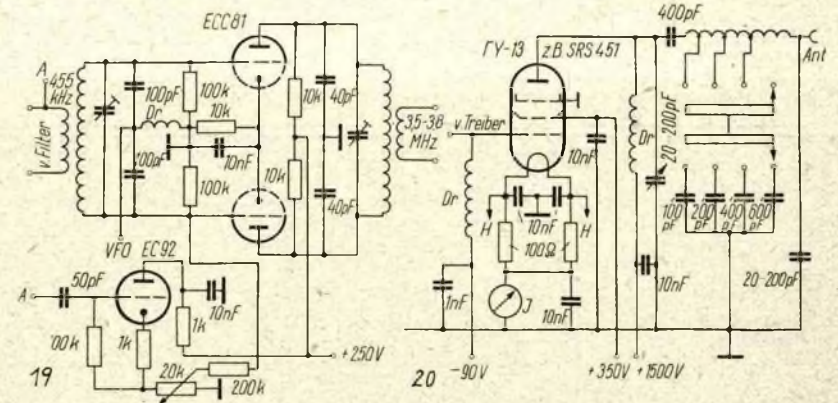 ECC81
A
455
kHz
v. Filter
100pF
100k
Dr
10k
10nF
100pF
100k
VFO
10k
10k
40pF
40pF
3,5-3,8
MHz
A
50pF
EC92
10nF
1k
1k
20k
200k
+250V
19
ГУ-13
z.B. SRS 451
400pF
Ant
v. Treiber
10nF
Dr
20-200pF
Dr
H
10nF
H
100Ω
100
pF
200
pF
400
pF
600
pF
1nF
J
10nF
10nF
20-200pF
20
-90V
+350V
+1500V